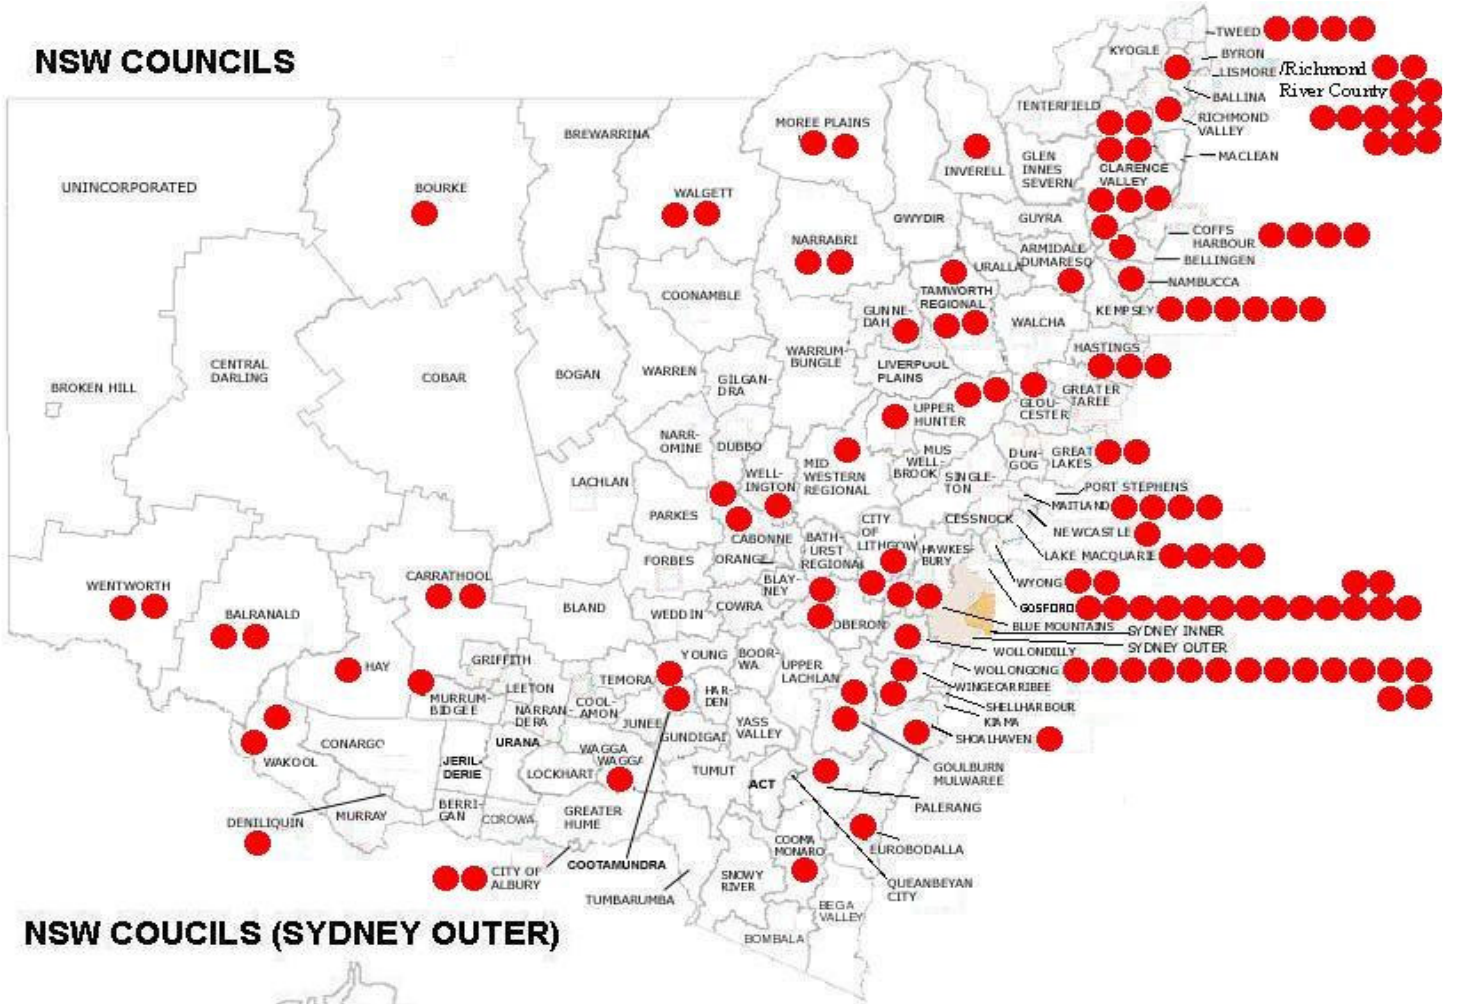 NSW COUNCILS
TWEED
KYOGLE
BYRON
LISMORE
/Richmond
River County
BALLINA
TENTERFIELD
RICHMOND
VALLEY
MOREE PLAINS
BREWARRINA
MACLEAN
GLEN
INNES
SEVERN
INVERELL
CLARENCE
VALLEY
UNINCORPORATED
BOURKE
WALGETT
GWYDIR
GUYRA
COFFS
HARBOUR
NARRABRI
ARMIDALE
DUMARESQ
BELLINGEN
URALLA
NAMBUCCA
COONAMBLE
TAMWORTH
REGIONAL
GUNNE-
DAH
WALCHA
KEMPSEY
HASTINGS
WARRUM-
BUNGLE
LIVERPOOL
PLAINS
CENTRAL
DARLING
BROKEN HILL
COBAR
BOGAN
WARREN
GILGAN-
DRA
GREATER
TAREE
GLOU-
CESTER
UPPER
HUNTER
NARR-
OMINE
DUBBO
MUS
WELL-
BROOK
DUN-
GOG
GREAT
LAKES
MID
WESTERN
REGIONAL
WELL-
INGTON
SINGLE-
TON
LACHLAN
PORT STEPHENS
MAITLAND
PARKES
CESSNOCK
NEWCASTLE
CITY
OF
LITHGOW
CABONNE
BATH-
URST
REGIONAL
HAWKES-
BURY
LAKE MACQUARIE
FORBES
ORANGE
WENTWORTH
CARRATHOOL
BLAY-
NEY
WYONG
BALRANALD
BLAND
WEDDIN
COWRA
GOSFORD
OBERON
BLUE MOUNTAINS
SYDNEY INNER
SYDNEY OUTER
WOLLONDILLY
HAY
GRIFFITH
YOUNG
BOOR-
WA
UPPER
LACHLAN
WOLLONGONG
TEMORA
WINGECARRIBEE
LEETON
MURRUM-
BIDGEE
HAR-
DEN
COOL-
AMON
SHELLHARBOUR
NARRAN-
DERA
JUNEE
KIAMA
YASS
VALLEY
GUNDIGAI
SHOALHAVEN
CONARGO
URANA
WAGGA
WAGGA
WAKOOL
JERIL-
DERIE
LOCKHART
TUMUT
ACT
GOULBURN
MULWAREE
BERRI-
GAN
COROWA
GREATER
HUME
PALERANG
DENILIQUIN
MURRAY
COOMA
MONARO
EUROBODALLA
CITY OF
ALBURY
COOTAMUNDRA
SNOWY
RIVER
TUMBARUMBA
QUEANBEYAN
CITY
BEGA
VALLEY
BOMBALA
NSW COUCILS (SYDNEY OUTER)